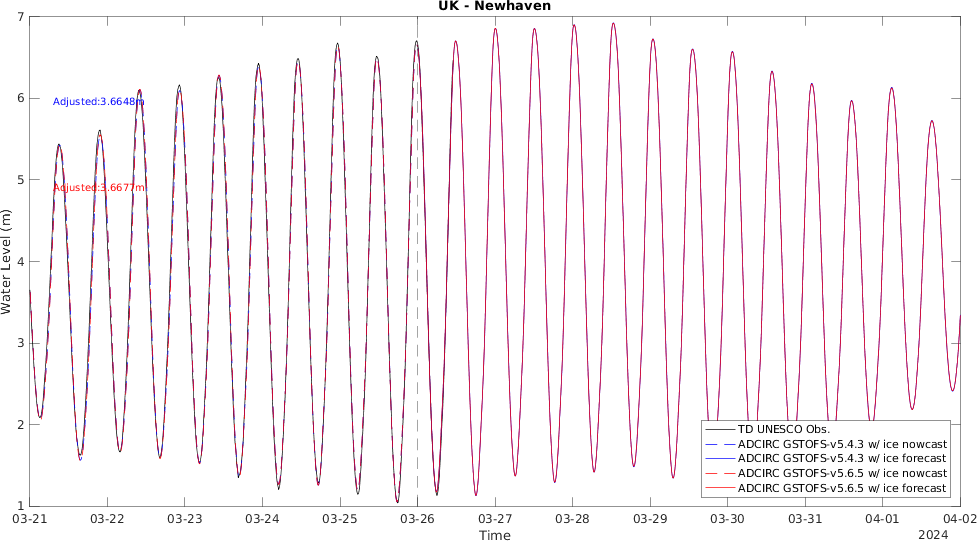 UK - Newhaven
7
6
5
4
3
2
1
Water Level (m)
Adjusted:3.6648m
Adjusted:3.6677m
TD UNESCO Obs.
ADCIRC GSTOFS-v5.4.3 w/ ice nowcast
ADCIRC GSTOFS-v5.4.3 w/ ice forecast
ADCIRC GSTOFS-v5.6.5 w/ ice nowcast
ADCIRC GSTOFS-v5.6.5 w/ ice forecast
03-21 03-22 03-23 03-24 03-25 03-26 03-27 03-28 03-29 03-30 03-31 04-01 04-02
Time
2024